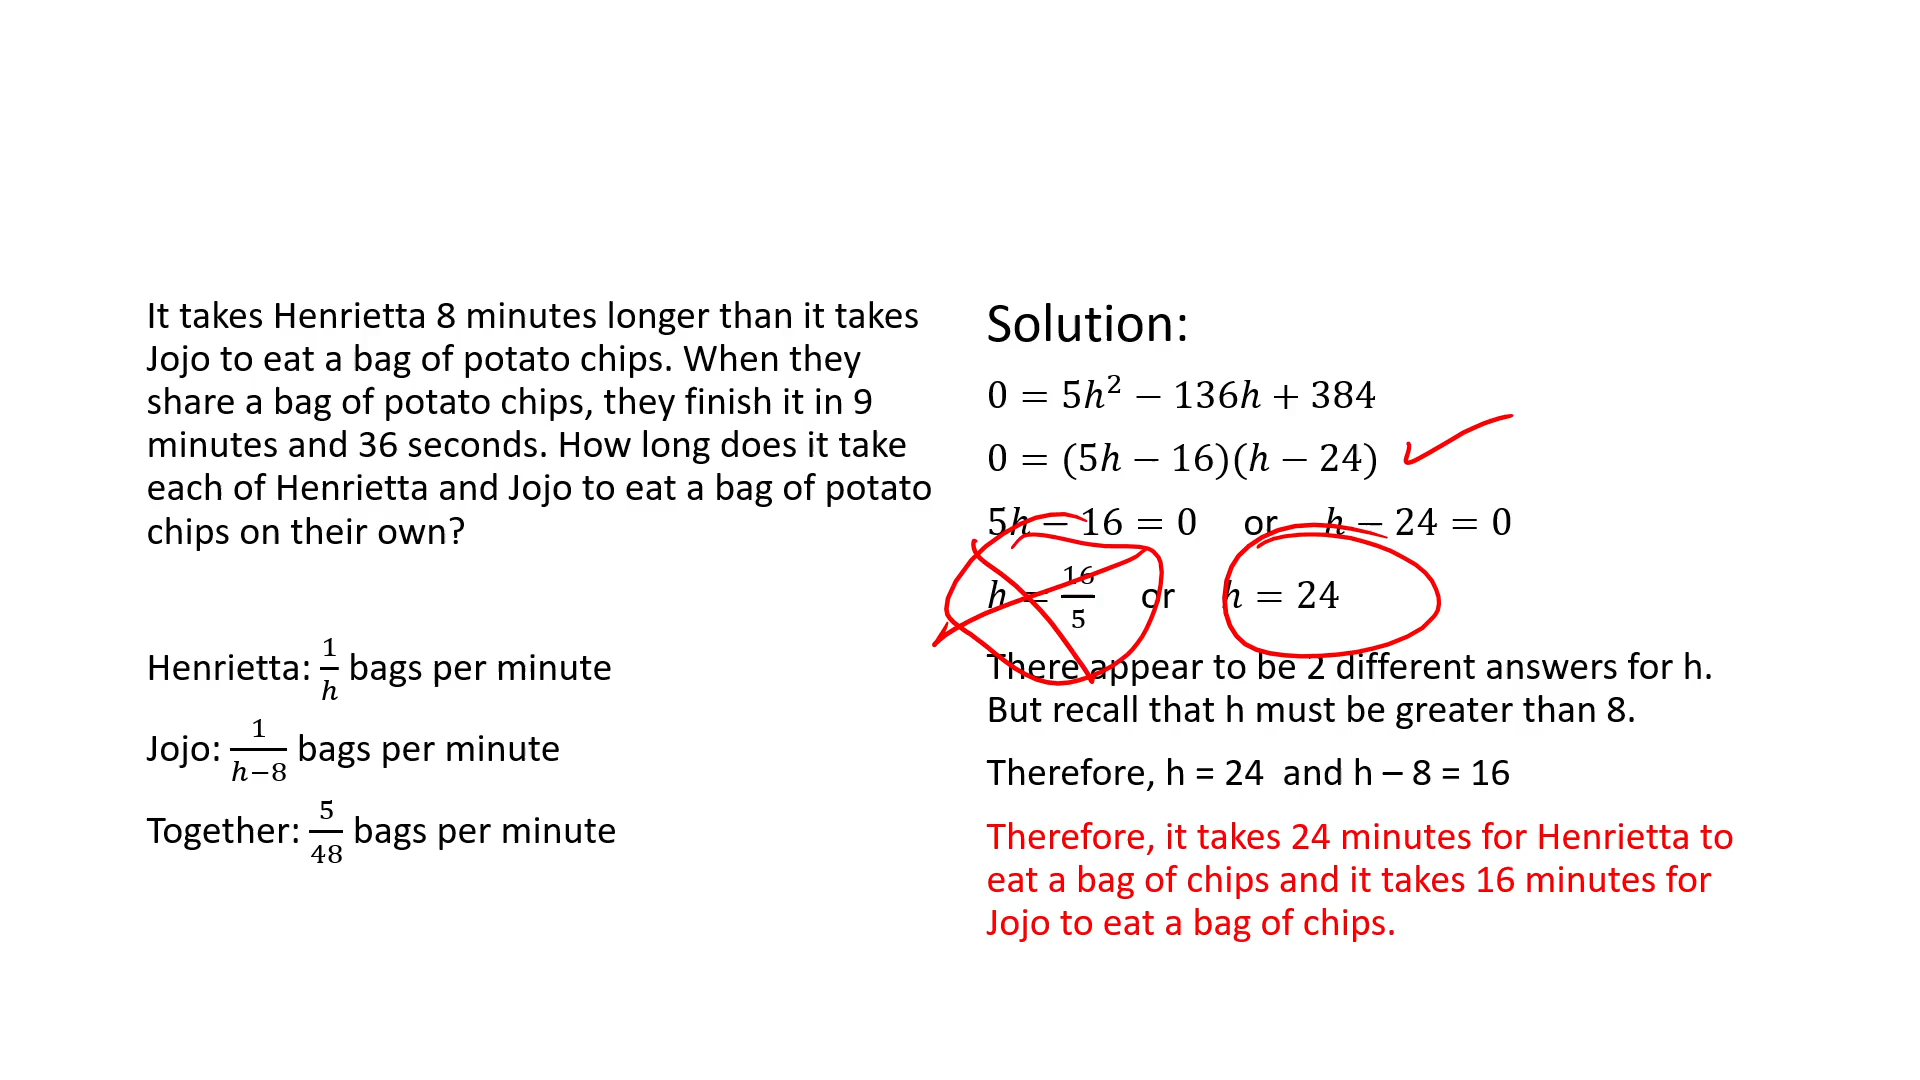 It takes Henrietta 8 minutes longer than it takes
Jojo to eat a bag of potato chips. When they
share a bag of potato chips, they finish it in 9
minutes and 36 seconds. How long does it take
each of Henrietta and Jojo to eat a bag of potato
chips on their own?
Henrietta: 1/h bags per minute
Jojo: 1/(h−8) bags per minute
Together: 5/48 bags per minute
Solution:
0 = 5h² − 136h + 384
0 = (5h − 16)(h − 24)
5h − 16 = 0 or h − 24 = 0
h = 16/5 or h = 24
There appear to be 2 different answers for h.
But recall that h must be greater than 8.
Therefore, h = 24 and h – 8 = 16
Therefore, it takes 24 minutes for Henrietta to
eat a bag of chips and it takes 16 minutes for
Jojo to eat a bag of chips.